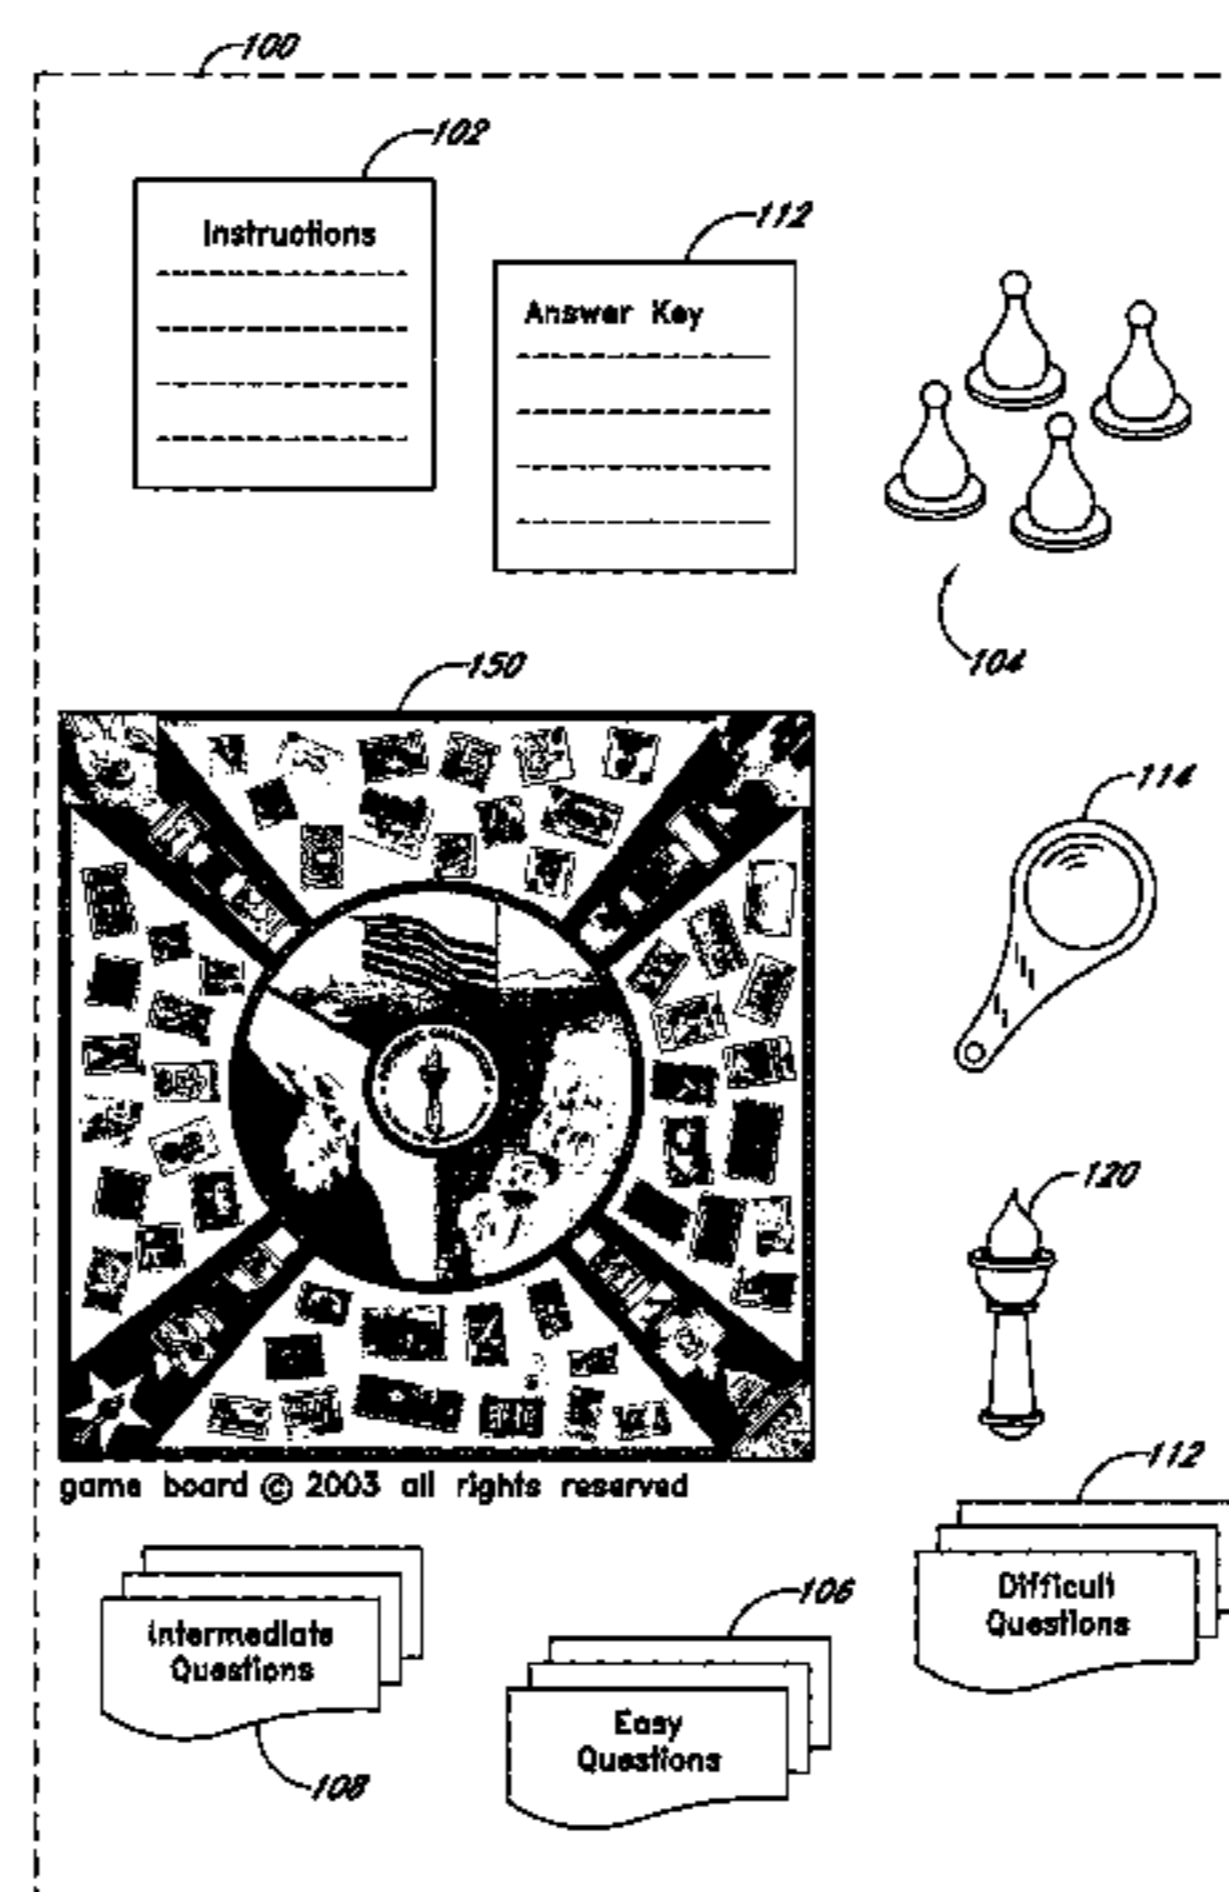 100
102
Instructions
112
Answer Key
104
150
114
120
game board © 2003 all rights reserved
112
Difficult
Questions
Intermediate
Questions
106
Easy
Questions
108